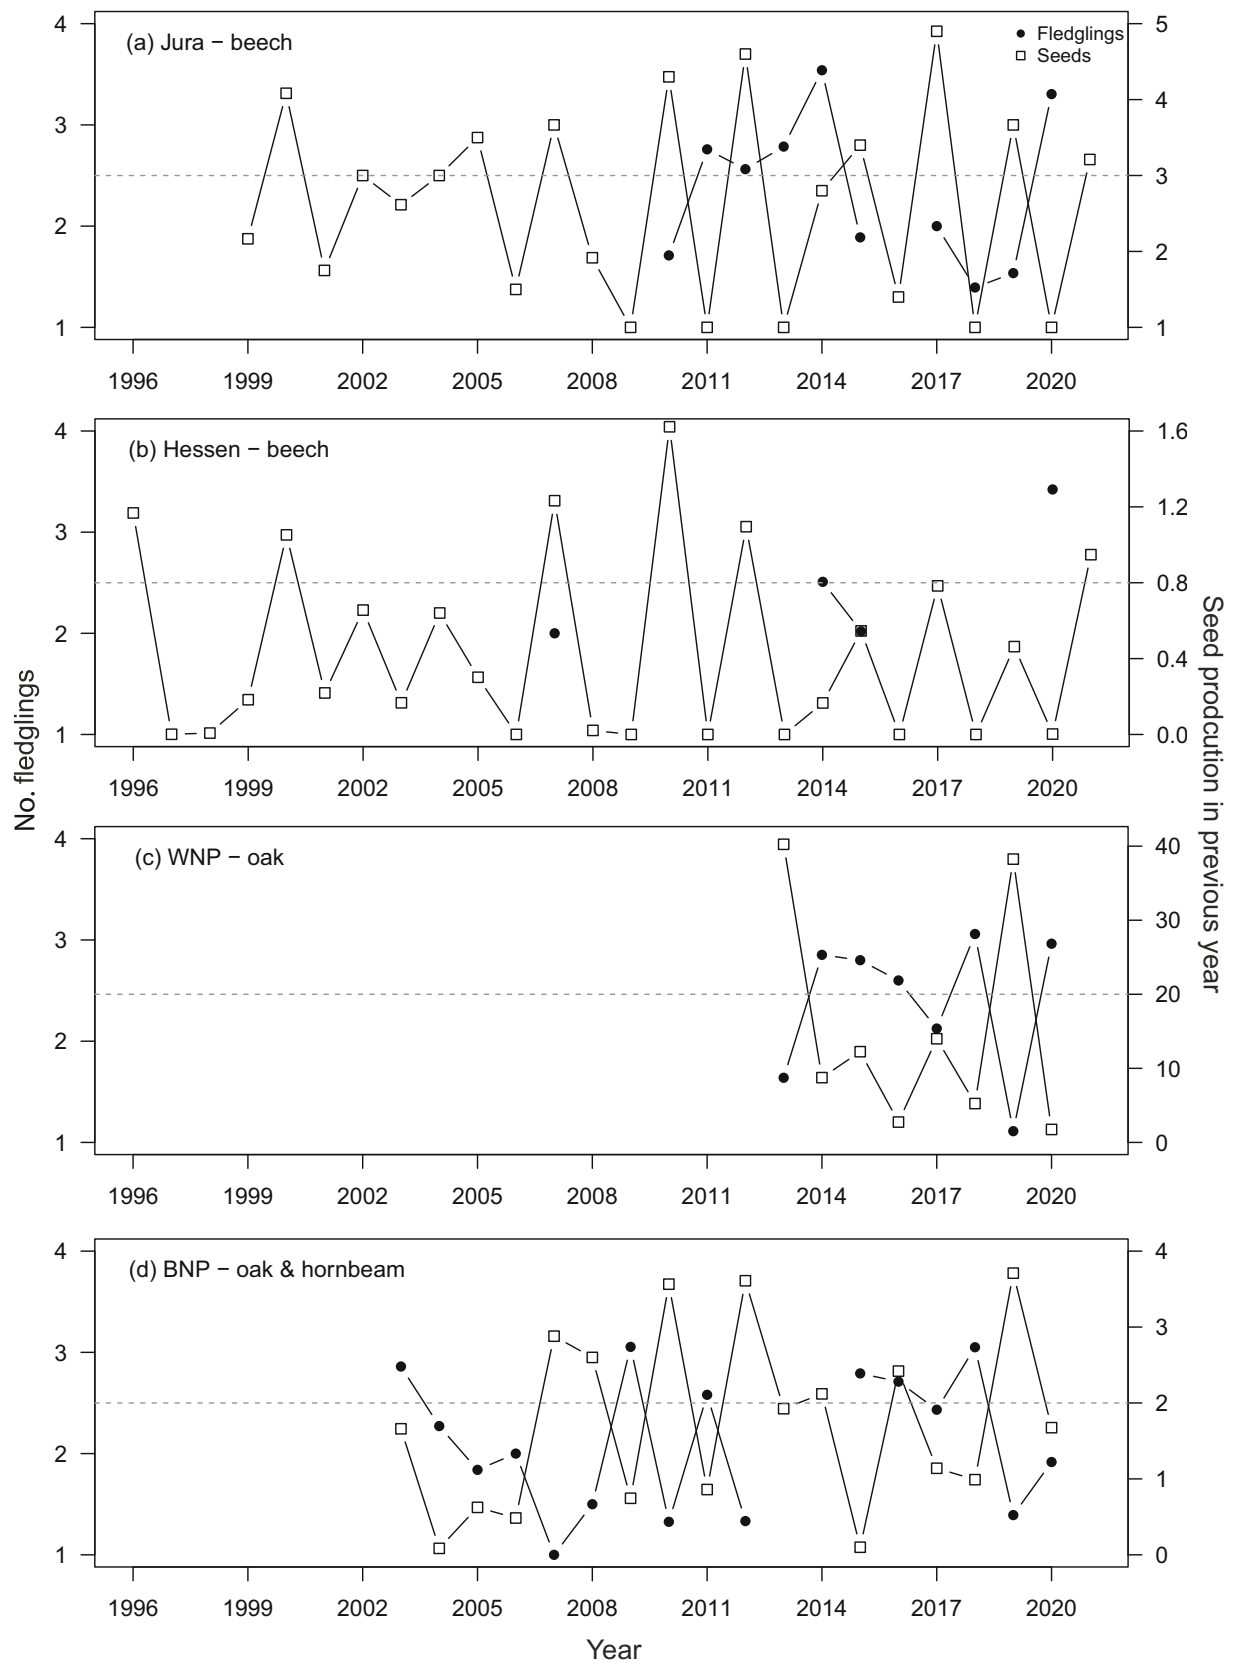 (a) Jura − beech
Fledglings
Seeds
4
3
2
1
5
4
3
2
1
1996 1999 2002 2005 2008 2011 2014 2017 2020
(b) Hessen − beech
4
3
2
1
1.6
1.2
0.8
0.4
0.0
1996 1999 2002 2005 2008 2011 2014 2017 2020
No. fledglings
Seed prodcution in previous year
(c) WNP − oak
4
3
2
1
40
30
20
10
0
1996 1999 2002 2005 2008 2011 2014 2017 2020
(d) BNP − oak & hornbeam
4
3
2
1
4
3
2
1
0
1996 1999 2002 2005 2008 2011 2014 2017 2020
Year